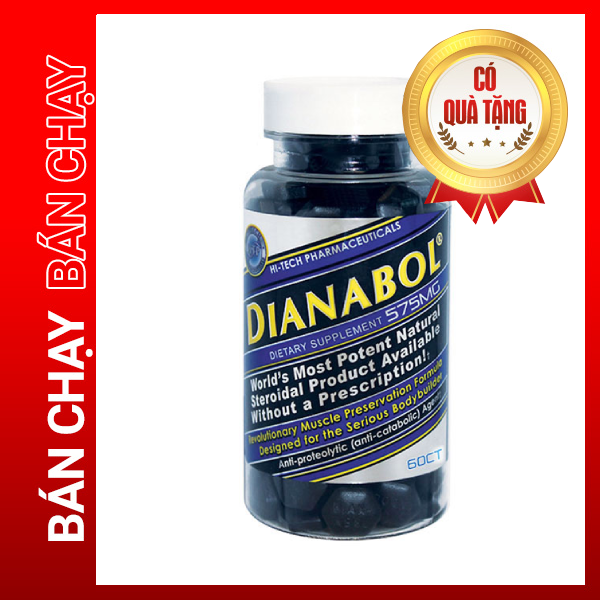 BÁN CHẠY BÁN CHẠY
CÓ
QUÀ TẶNG
HI-TECH PHARMACEUTICALS
DIANABOL®
DIETARY SUPPLEMENT 575MG
World's Most Potent Natural
Steroidal Product Available
Without a Prescription!†
Revolutionary Muscle Preservation Formula
Designed for the Serious Bodybuilder
Anti-proteolytic (anti-catabolic) Agent
60CT